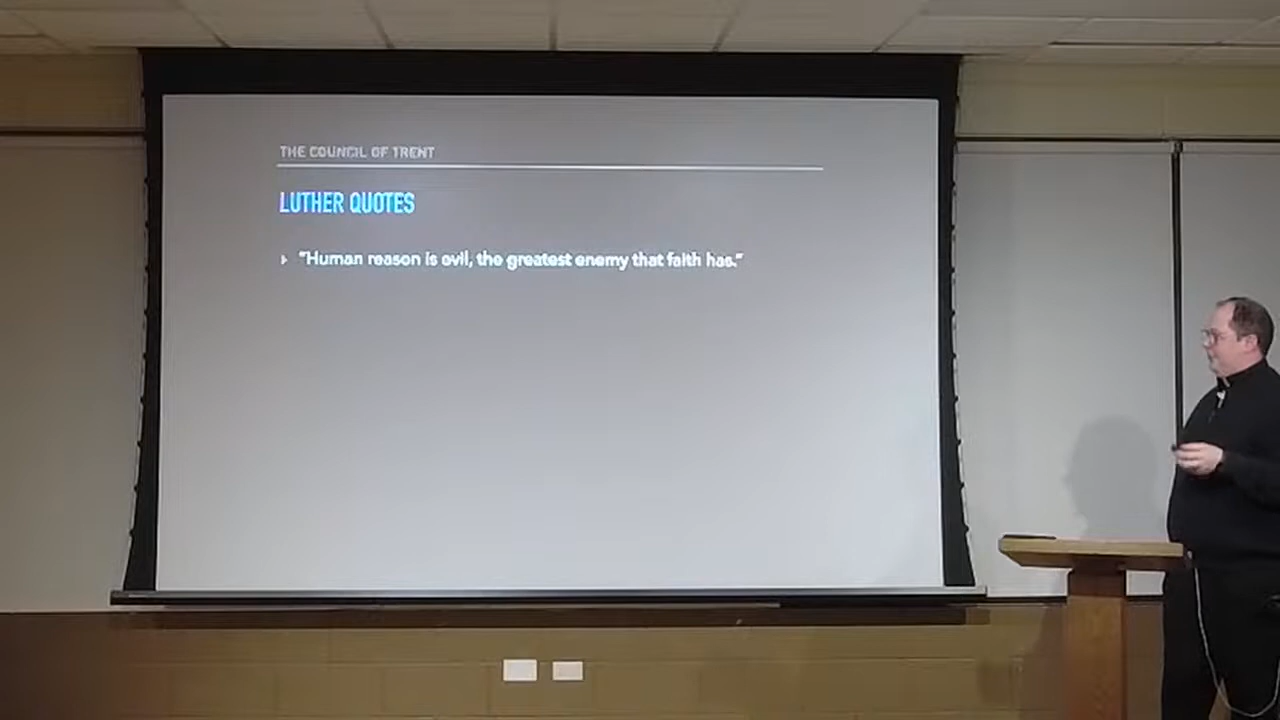 THE COUNCIL OF TRENT
LUTHER QUOTES
"Human reason is evil, the greatest enemy that faith has."